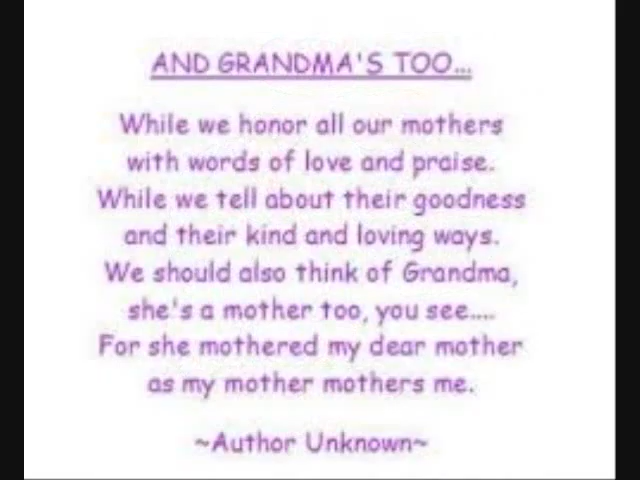 AND GRANDMA'S TOO...
While we honor all our mothers
with words of love and praise.
While we tell about their goodness
and their kind and loving ways.
We should also think of Grandma,
she's a mother too, you see....
For she mothered my dear mother
as my mother mothers me.
~Author Unknown~